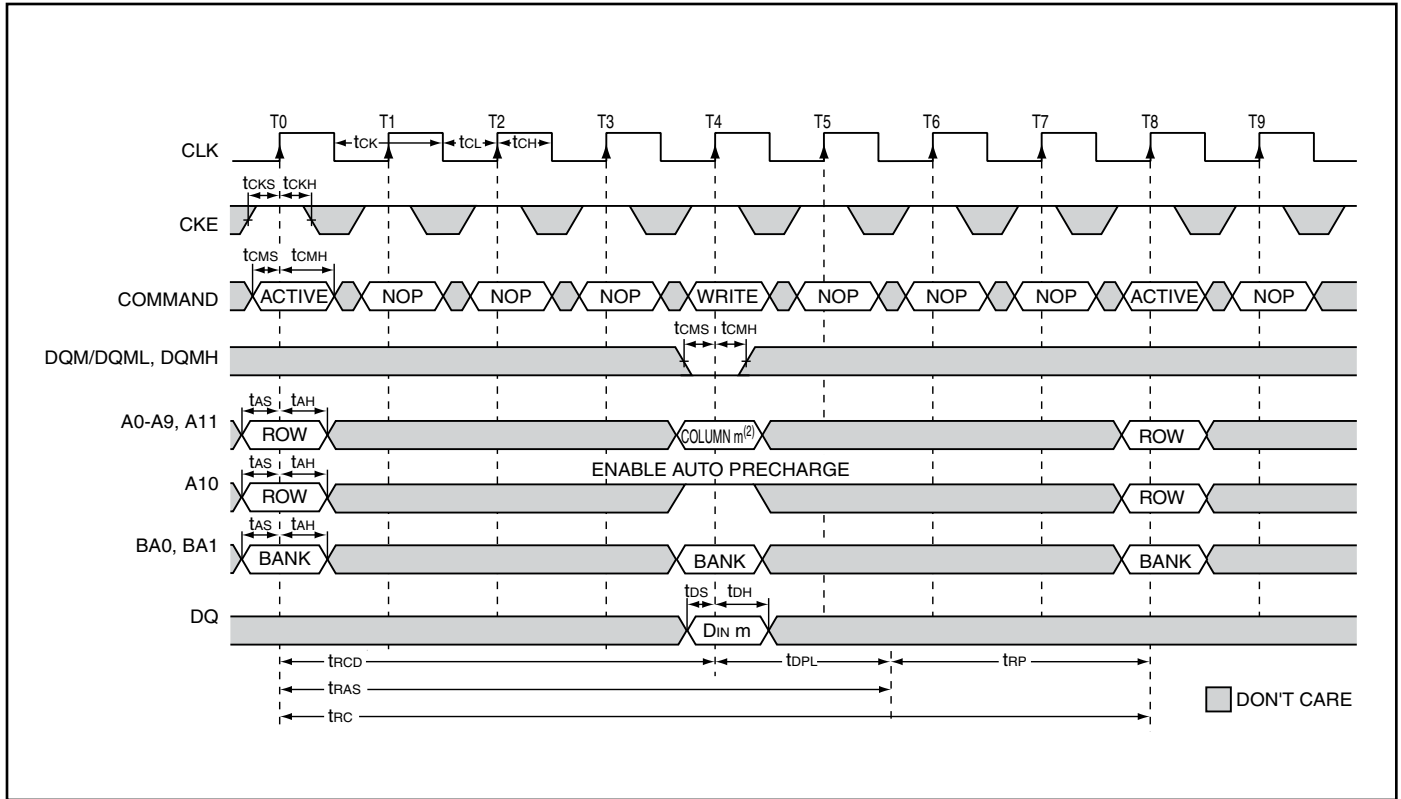 T0 T1 T2 T3 T4 T5 T6 T7 T8 T9
CLK tCK tCL tCH
tCKS tCKH
CKE
tCMS tCMH
COMMAND ACTIVE NOP NOP NOP WRITE NOP NOP NOP ACTIVE NOP
tCMS tCMH
DQM/DQML, DQMH
tAS tAH
A0-A9, A11 ROW COLUMN m(2) ROW
tAS tAH ENABLE AUTO PRECHARGE
A10 ROW ROW
tAS tAH
BA0, BA1 BANK BANK BANK
tDS tDH
DQ DIN m
tRCD tDPL tRP
tRAS
DON'T CARE
tRC